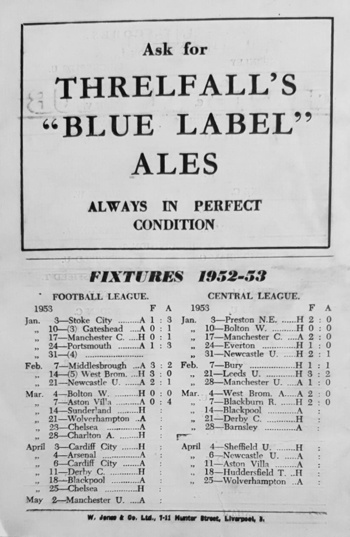 Ask for
THRELFALL'S
"BLUE LABEL"
ALES
ALWAYS IN PERFECT
CONDITION
FIXTURES 1952-53
FOOTBALL LEAGUE.
1953 F A
Jan. 3—Stoke City ......A 1 : 3
„ 10—(3) Gateshead ...A 0 : 1
„ 17—Manchester C. ...H 0 : 1
„ 24—Portsmouth ......A 1 : 3
„ 31—(4) ..................
Feb. 7—Middlesbrough ...A 3 : 2
„ 14—(5) West Brom. ...H 3 : 0
„ 21—Newcastle U. ......A 2 : 1
Mar. 4—Bolton W. .........H 0 : 0
„ 7—Aston Villa ......A 0 : 4
„ 14—Sunderland ......H :
„ 21—Wolverhampton ..A :
„ 23—Chelsea ............A :
„ 28—Charlton A. ......H :
April 3—Cardiff City ......H :
„ 4—Arsenal ............A :
„ 6—Cardiff City ......A :
„ 11—Derby C. .........H :
„ 18—Blackpool .........A :
„ 25—Chelsea ............H :
May 2—Manchester U. ....A :
CENTRAL LEAGUE.
1953 F A
Jan. 3—Preston N.E. ......H 2 : 0
„ 10—Bolton W. .........H 0 : 0
„ 17—Manchester C. ...A 2 : 0
„ 24—Everton ............H 1 : 0
„ 31—Newcastle U. ......H 2 : 1
Feb. 7—Bury ...............H 1 : 1
„ 21—Leeds U. .........H 3 : 2
„ 28—Manchester U. ...A 1 : 0
Mar. 4—West Brom. A. ...A 2 : 0
„ 7—Blackburn R. ......H 2 : 0
„ 14—Blackpool .........A :
„ 21—Derby C. .........H :
„ 28—Barnsley .........A :
April 4—Sheffield U. ......H :
„ 6—Newcastle U. ......A :
„ 11—Aston Villa ......A :
„ 18—Huddersfield T. ..H :
„ 25—Wolverhampton ..A :
W. Jones & Co. Ltd., 7-11 Hunter Street, Liverpool, 3.